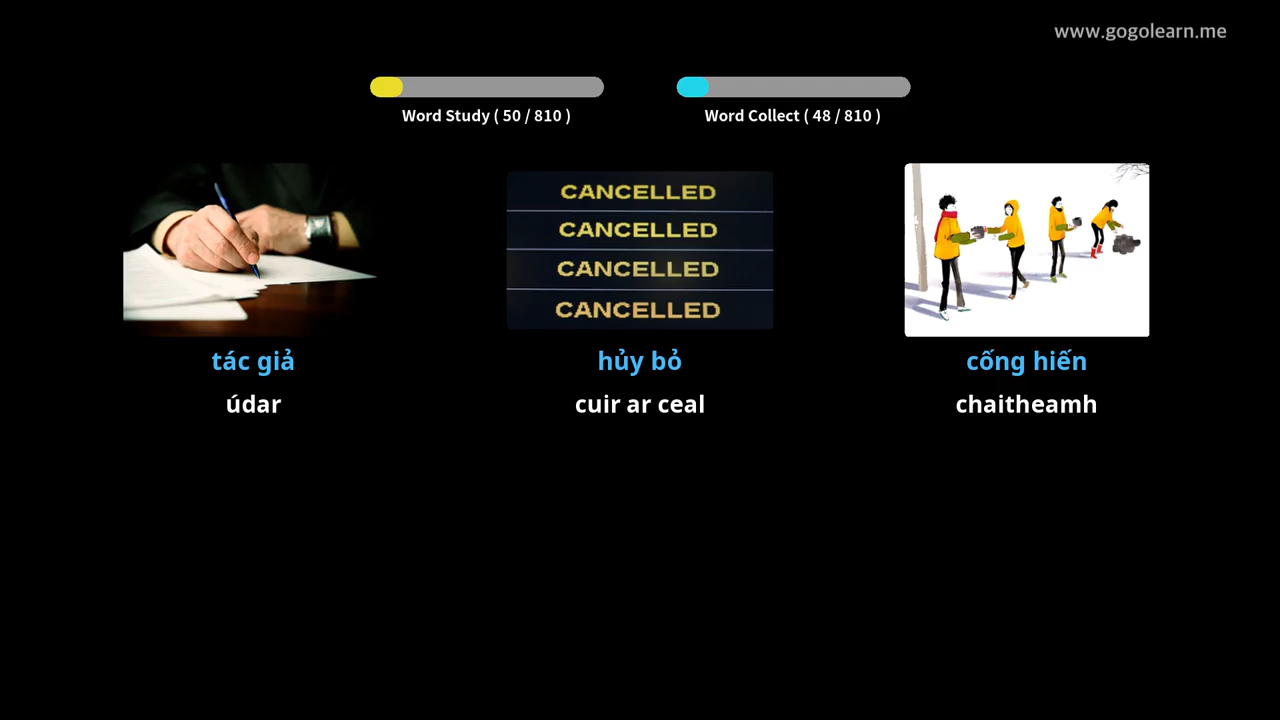 www.gogolearn.me
Word Study ( 50 / 810 )
Word Collect ( 48 / 810 )
CANCELLED
CANCELLED
CANCELLED
CANCELLED
tác giả
hủy bỏ
cống hiến
údar
cuir ar ceal
chaitheamh